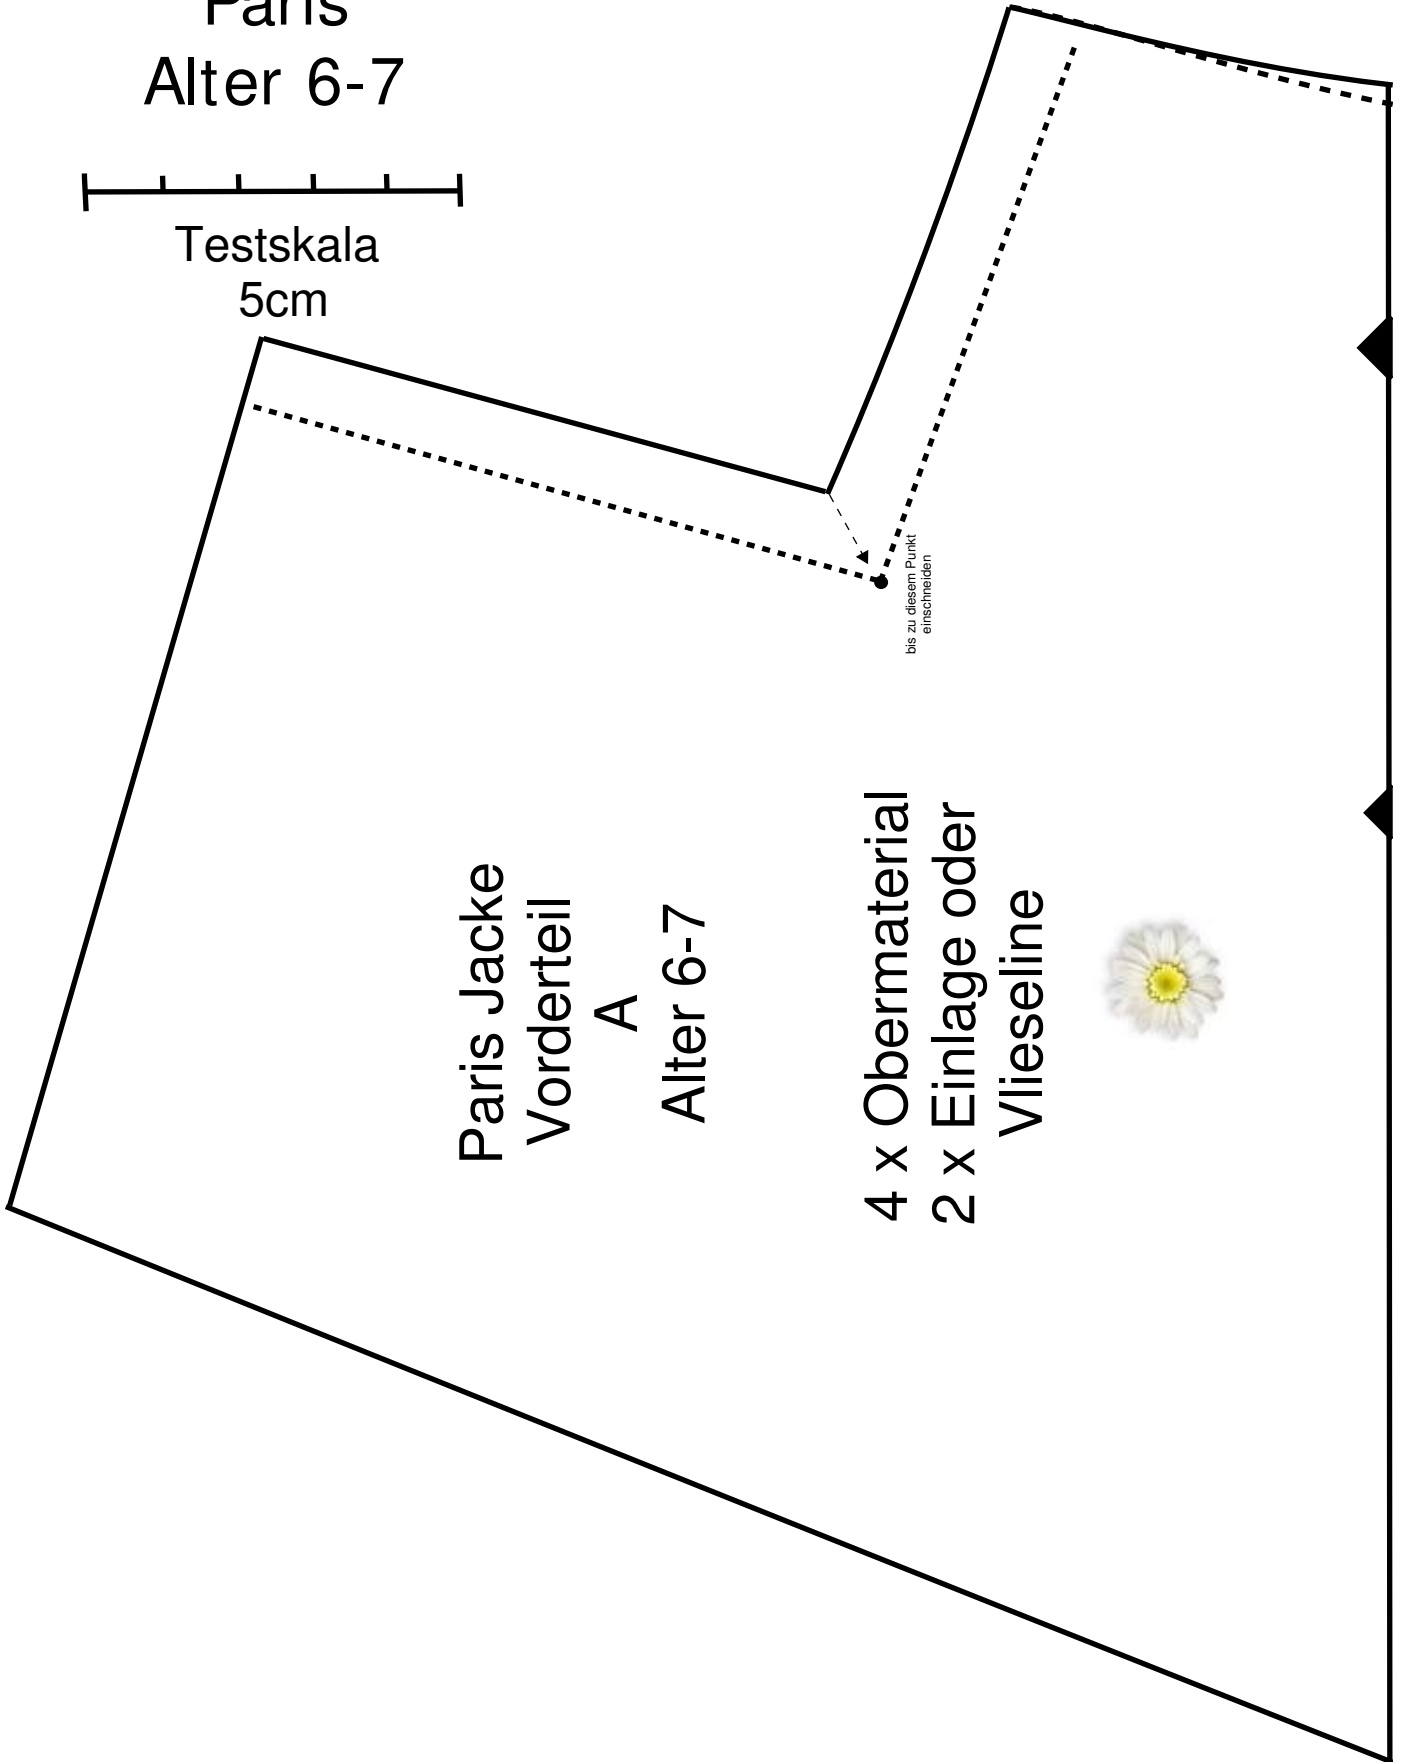 Paris
Alter 6-7
Testskala
5cm
bis zu diesem Punkt
einschneiden
Paris Jacke
Vorderteil
A
Alter 6-7
4 x Obermaterial
2 x Einlage oder
Vlieseline